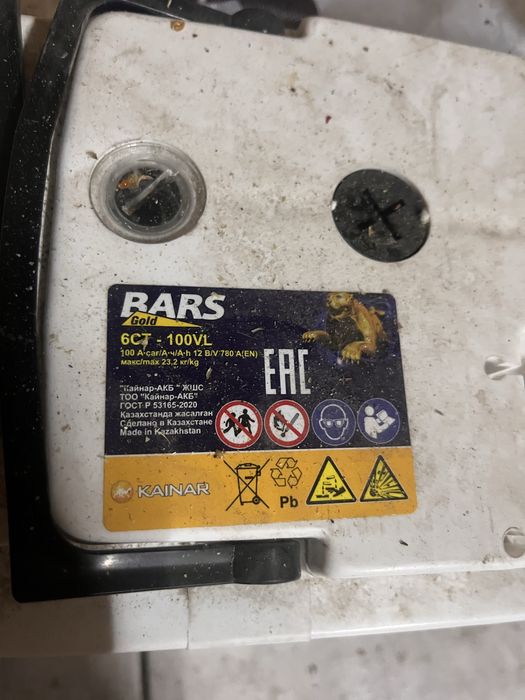 BARS
Gold
6СТ - 100VL
100 А·сағ/А·ч/A·h 12 В/V 780 A(EN)
макс/max 23.2 кг/kg
EAC
"Кайнар-АКБ" ЖШС
ТОО "Кайнар-АКБ"
ГОСТ Р 53165-2020
Қазақстанда жасалған
Сделано в Казахстане
Made in Kazakhstan
KAINAR
Pb